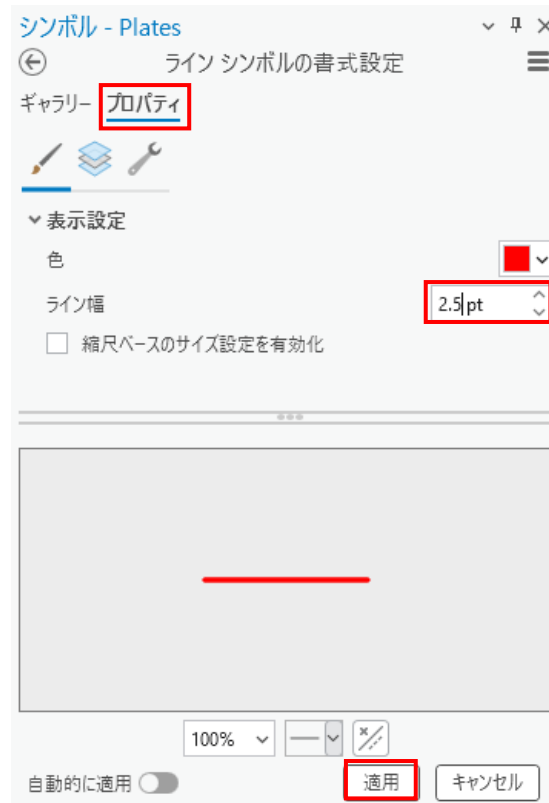 シンボル - Plates
ライン シンボルの書式設定
ギャラリー プロパティ
表示設定
色
ライン幅 2.5 pt
縮尺ベースのサイズ設定を有効化
100%
自動的に適用 適用 キャンセル